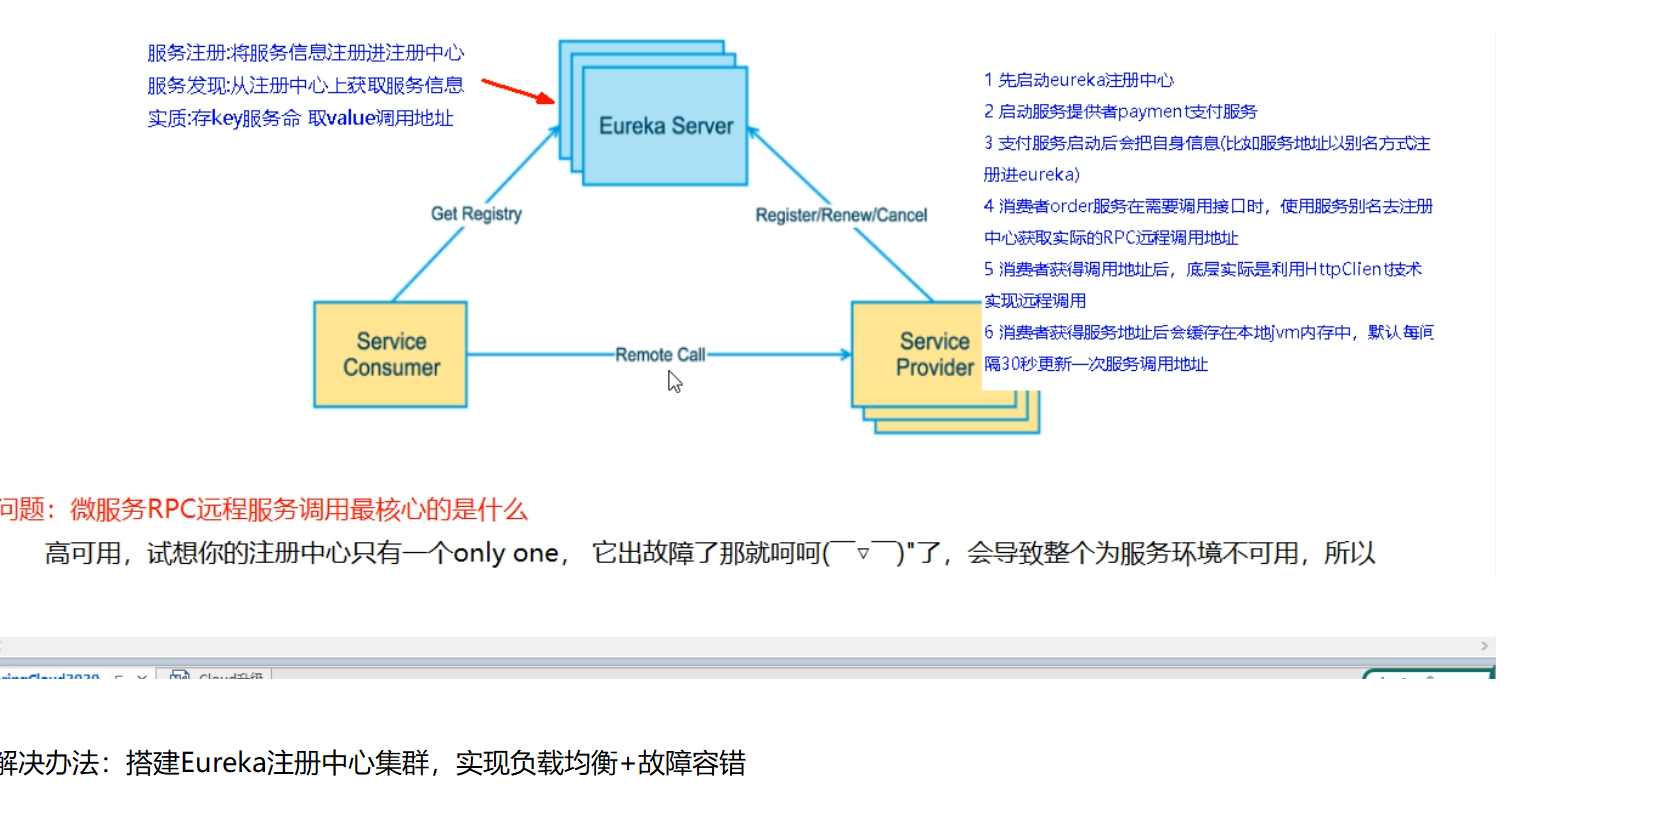 服务注册:将服务信息注册进注册中心
服务发现:从注册中心上获取服务信息
实质:存key服务命 取value调用地址
Eureka Server
1 先启动eureka注册中心
2 启动服务提供者payment支付服务
3 支付服务启动后会把自身信息(比如服务地址以别名方式注
册进eureka)
4 消费者order服务在需要调用接口时，使用服务别名去注册
中心获取实际的RPC远程调用地址
5 消费者获得调用地址后，底层实际是利用HttpClient技术
实现远程调用
6 消费者获得服务地址后会缓存在本地jvm内存中，默认每间
隔30秒更新一次服务调用地址
Get Registry
Register/Renew/Cancel
Service
Consumer
Remote Call
Service
Provider
问题：微服务RPC远程服务调用最核心的是什么
高可用，试想你的注册中心只有一个only one， 它出故障了那就呵呵(￣▽￣)"了，会导致整个为服务环境不可用，所以
ringCloud2020
Cloud升级
解决办法：搭建Eureka注册中心集群，实现负载均衡+故障容错